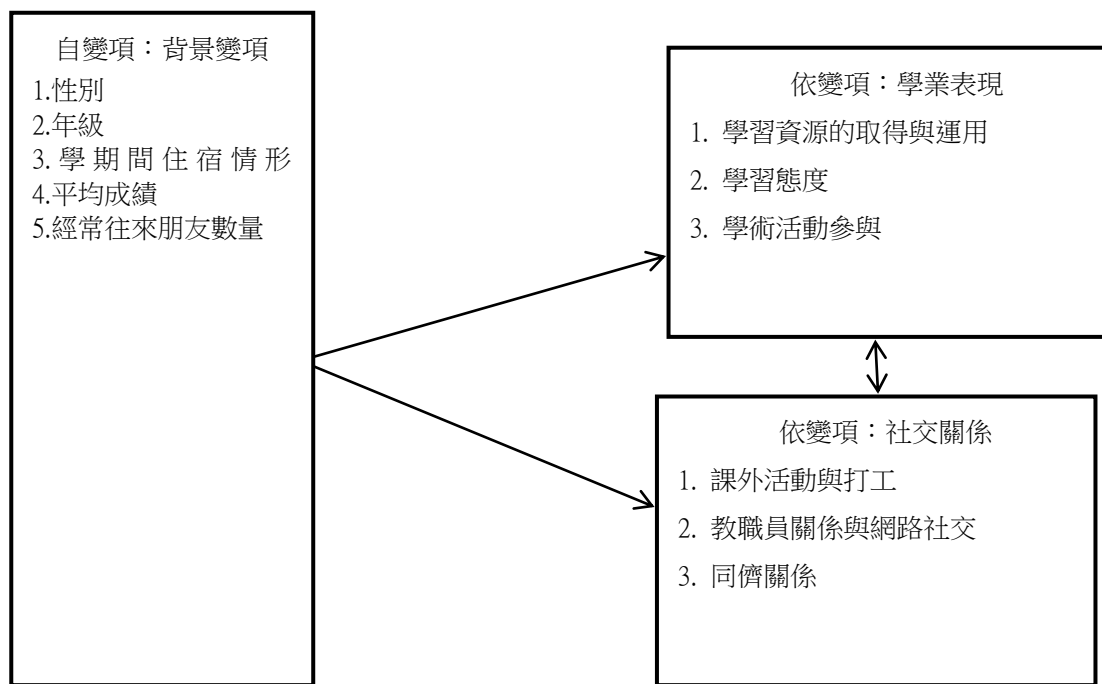 自變項：背景變項
1.性別
2.年級
3.學期間住宿情形
4.平均成績
5.經常往來朋友數量
依變項：學業表現
1. 學習資源的取得與運用
2. 學習態度
3. 學術活動參與
依變項：社交關係
1. 課外活動與打工
2. 教職員關係與網路社交
3. 同儕關係